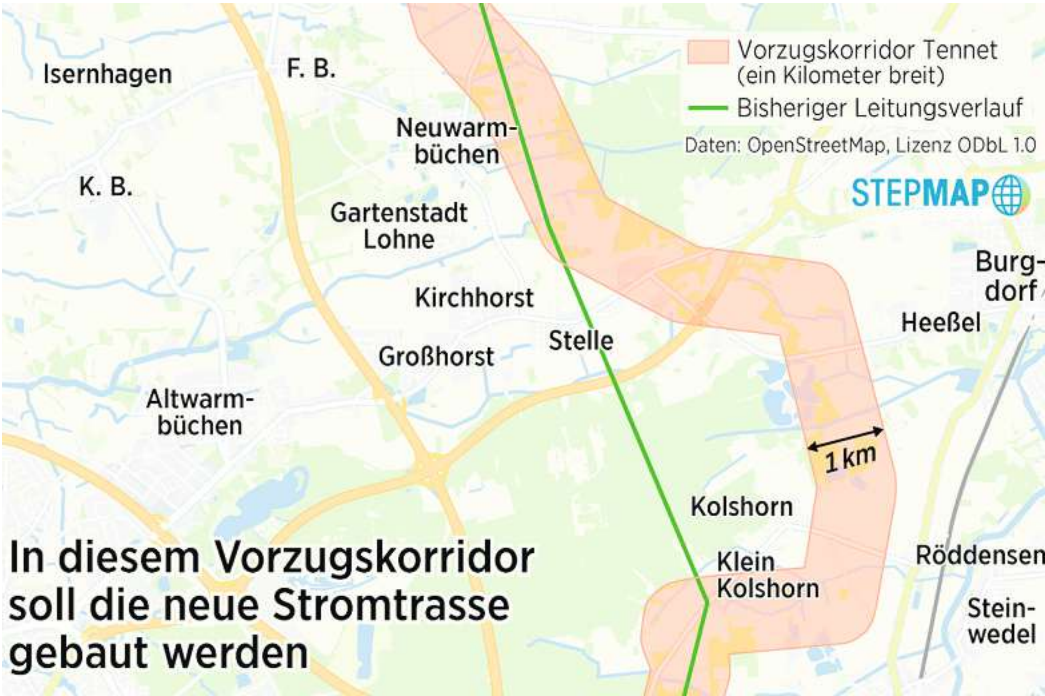 Isernhagen
F. B.
Vorzugskorridor Tennet
(ein Kilometer breit)
Bisheriger Leitungsverlauf
Daten: OpenStreetMap, Lizenz ODbL 1.0
Neuwarm-
büchen
K. B.
STEPMAP
Gartenstadt
Lohne
Burg-
dorf
Kirchhorst
Heeßel
Stelle
Großhorst
Altwarm-
büchen
1 km
Kolshorn
Klein
Kolshorn
Röddensen
Stein-
wedel
In diesem Vorzugskorridor
soll die neue Stromtrasse
gebaut werden